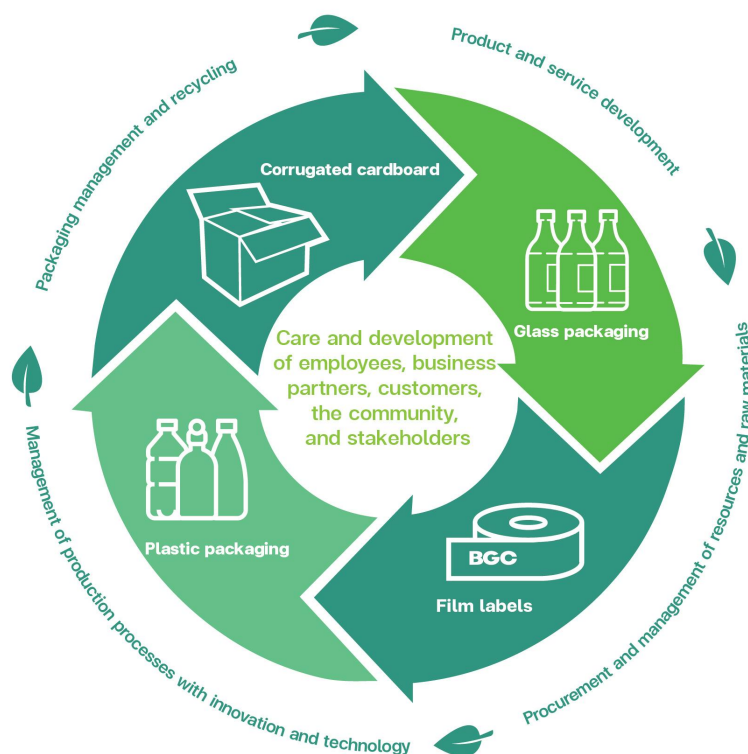 Product and service development
Packaging management and recycling
Corrugated cardboard
Glass packaging
Care and development
of employees, business
partners, customers,
the community,
and stakeholders
Procurement and management of resources and raw materials
Management of production processes with innovation and technology
Plastic packaging
BGC
Film labels